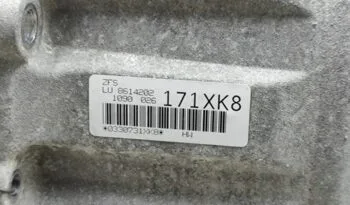 ZFS
LU 8614202
1090 026 171XK8
*0330731XK8* HW